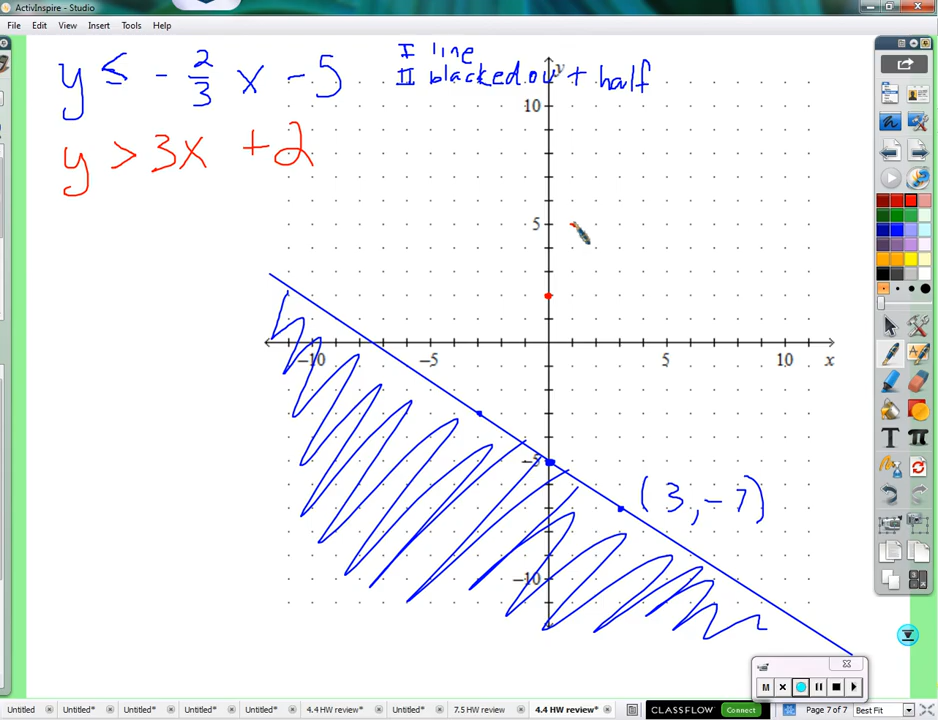 ActivInspire - Studio
File Edit View Insert Tools Help
y ≤ - 2/3 x - 5
I line
II blacked out half
y > 3x + 2
y
10
5
-10 -5 5 10 x
-5
(3, -7)
-10
M
Untitled Untitled* Untitled* Untitled* Untitled* 4.4 HW review* Untitled* 7.5 HW review 4.4 HW review* CLASSFLOW Connect Page 7 of 7 Best Fit